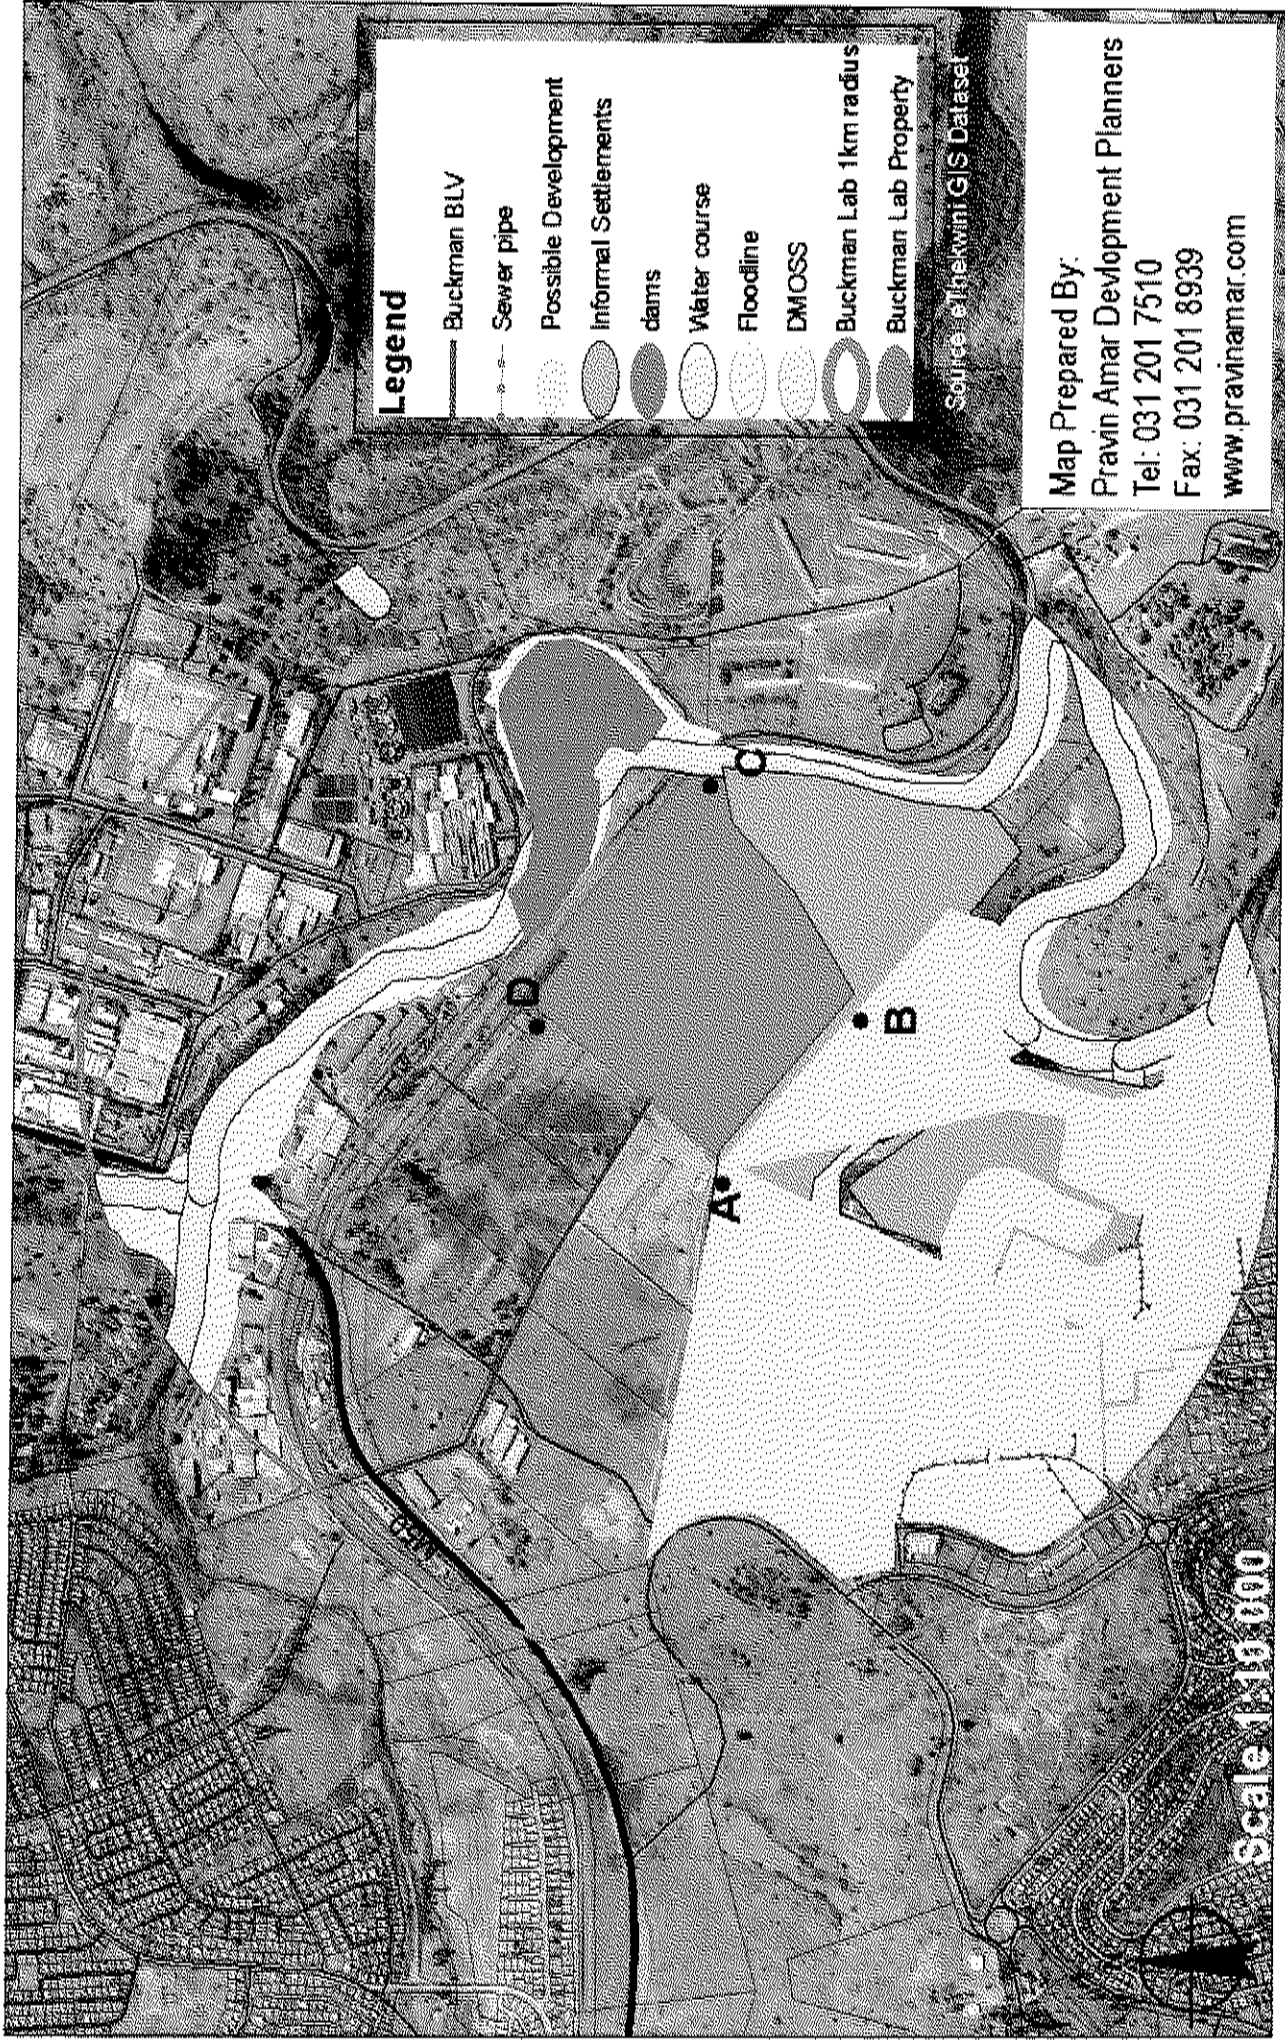 Legend
Buckman BLV
Sewer pipe
Possible Development
Informal Settlements
dams
Water course
Floodline
DMOSS
Buckman Lab 1km radius
Buckman Lab Property
Source: eThekwini GIS Dataset
Map Prepared By:
Pravin Amar Devlopment Planners
Tel: 031 201 7510
Fax: 031 201 8939
www.pravinamar.com
A
B
C
D
Scale 1:10 000